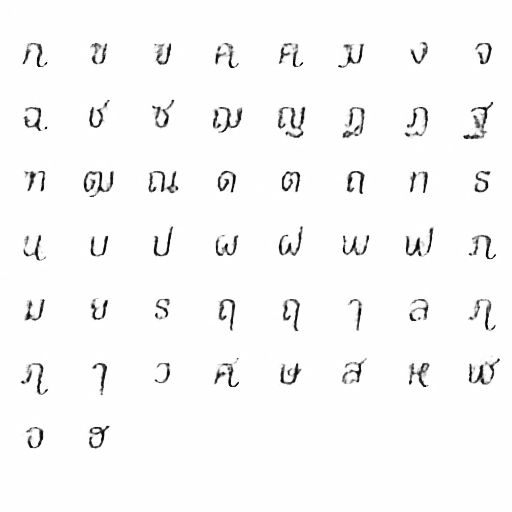 ก ข ฃ ค ฅ ฆ ง จ
ฉ ช ซ ฌ ญ ฎ ฏ ฐ
ฑ ฒ ณ ด ต ถ ท ธ
น บ ป ผ ฝ พ ฟ ภ
ม ย ร ฤ ฤ ๅ ล ฦ
ฦ ๅ ว ศ ษ ส ห ฬ
อ ฮ